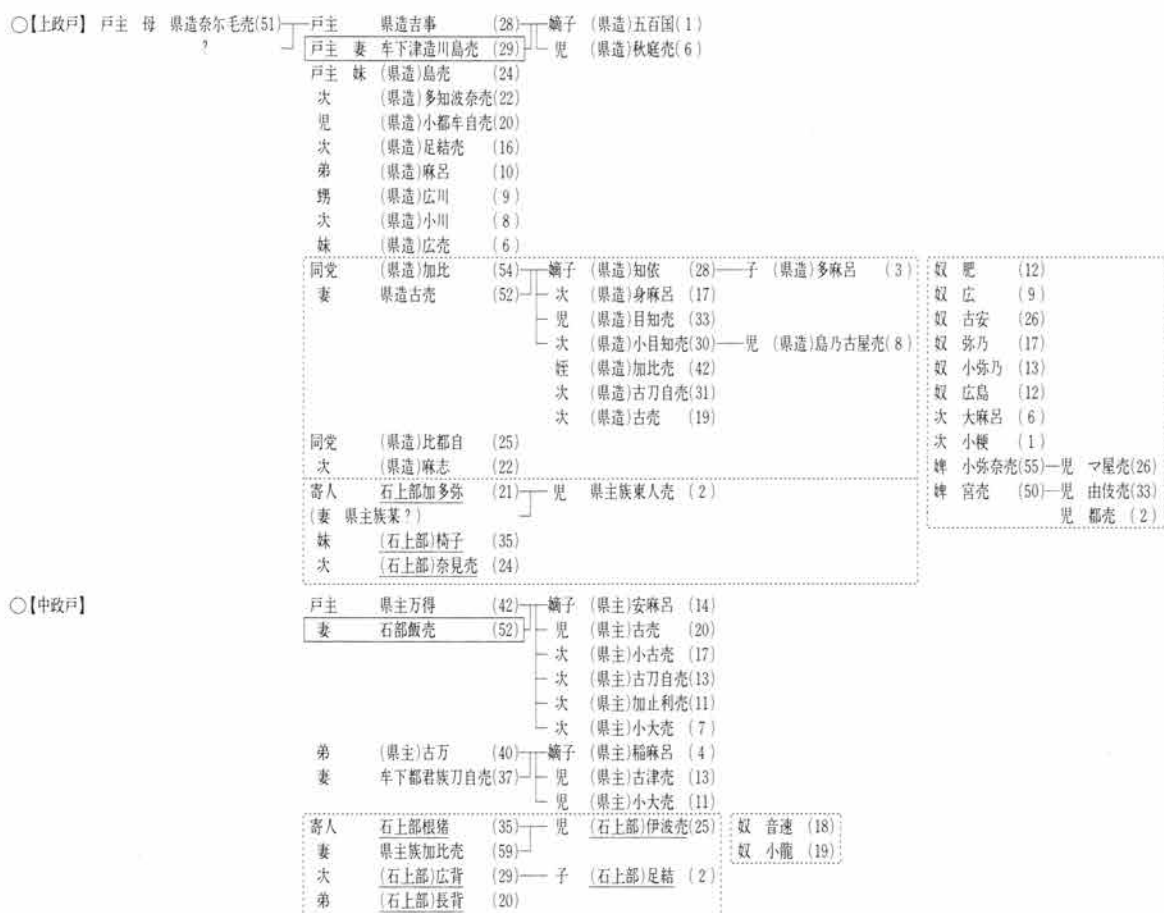 ○【上政戸】 戸主 母 県造奈尓毛売(51) 戸主 県造吉事 (28) 嫡子 (県造)五百国(1)
? 戸主 妻 牟下津造川島売 (29) 児 (県造)秋庭売(6)
戸主 妹 (県造)島売 (24)
次 (県造)多知波奈売(22)
児 (県造)小都牟自売(20)
次 (県造)足結売 (16)
弟 (県造)麻呂 (10)
甥 (県造)広川 (9)
次 (県造)小川 (8)
妹 (県造)広売 (6)
同党 (県造)加比 (54) 嫡子 (県造)知依 (28) 子 (県造)多麻呂 (3) 奴 肥 (12)
妻 県造古売 (52) 次 (県造)身麻呂 (17) 奴 広 (9)
児 (県造)目知売 (33) 奴 古安 (26)
次 (県造)小目知売(30) 児 (県造)島乃古屋売(8) 奴 弥乃 (17)
姪 (県造)加比売 (42) 奴 小弥乃 (13)
次 (県造)古刀自売(31) 奴 広島 (12)
次 (県造)古売 (19) 次 大麻呂 (6)
同党 (県造)比都自 (25) 次 小梗 (1)
次 (県造)麻志 (22) 婢 小弥奈売(55) 児 マ屋売(26)
寄人 石上部加多弥 (21) 児 県主族東人売 (2) 婢 宮売 (50) 児 由伎売(33)
(妻 県主族某?) 児 都売 (2)
妹 (石上部)椅子 (35)
次 (石上部)奈見売 (24)
○【中政戸】 戸主 県主万得 (42) 嫡子 (県主)安麻呂 (14)
妻 石部飯売 (52) 児 (県主)古売 (20)
次 (県主)小古売 (17)
次 (県主)古刀自売(13)
次 (県主)加止利売(11)
次 (県主)小大売 (7)
弟 (県主)古万 (40) 嫡子 (県主)稲麻呂 (4)
妻 牟下都君族刀自売(37) 児 (県主)古津売 (13)
児 (県主)小大売 (11)
寄人 石上部根猪 (35) 児 (石上部)伊波売(25) 奴 音速 (18)
妻 県主族加比売 (59) 奴 小龍 (19)
次 (石上部)広背 (29) 子 (石上部)足結 (2)
弟 (石上部)長背 (20)